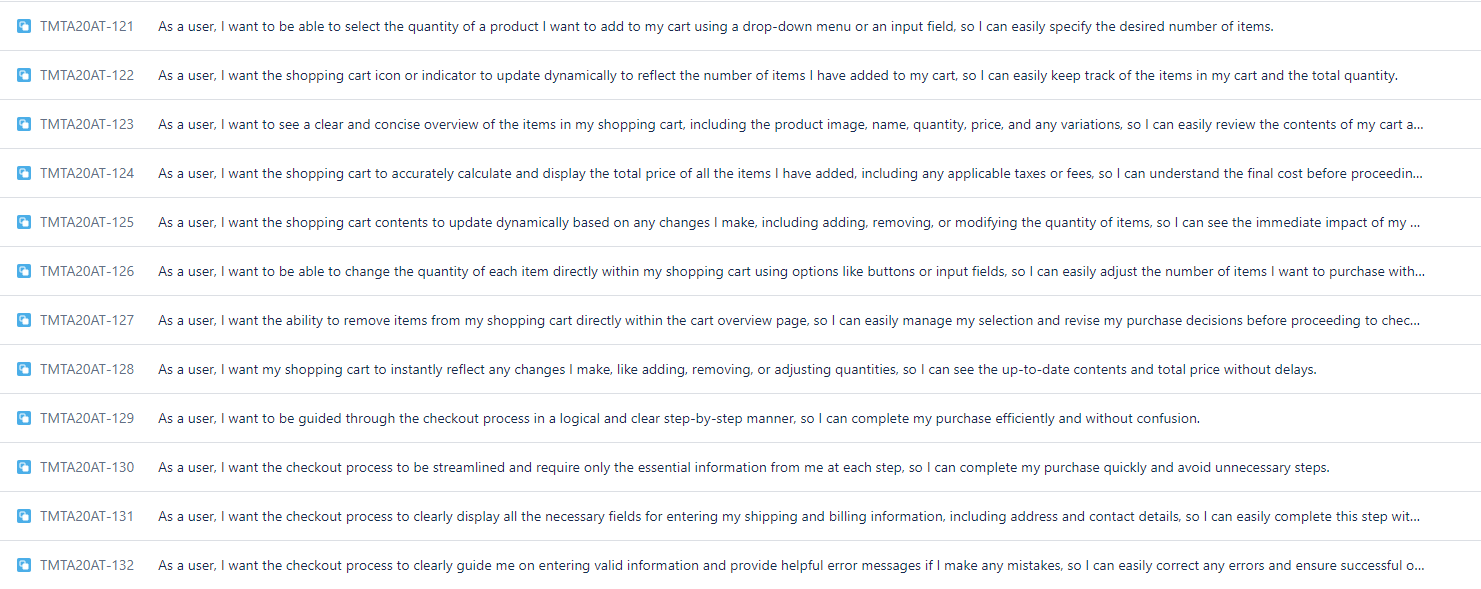 TMTA20AT-121 As a user, I want to be able to select the quantity of a product I want to add to my cart using a drop-down menu or an input field, so I can easily specify the desired number of items.
TMTA20AT-122 As a user, I want the shopping cart icon or indicator to update dynamically to reflect the number of items I have added to my cart, so I can easily keep track of the items in my cart and the total quantity.
TMTA20AT-123 As a user, I want to see a clear and concise overview of the items in my shopping cart, including the product image, name, quantity, price, and any variations, so I can easily review the contents of my cart a...
TMTA20AT-124 As a user, I want the shopping cart to accurately calculate and display the total price of all the items I have added, including any applicable taxes or fees, so I can understand the final cost before proceedin...
TMTA20AT-125 As a user, I want the shopping cart contents to update dynamically based on any changes I make, including adding, removing, or modifying the quantity of items, so I can see the immediate impact of my ...
TMTA20AT-126 As a user, I want to be able to change the quantity of each item directly within my shopping cart using options like buttons or input fields, so I can easily adjust the number of items I want to purchase with...
TMTA20AT-127 As a user, I want the ability to remove items from my shopping cart directly within the cart overview page, so I can easily manage my selection and revise my purchase decisions before proceeding to chec...
TMTA20AT-128 As a user, I want my shopping cart to instantly reflect any changes I make, like adding, removing, or adjusting quantities, so I can see the up-to-date contents and total price without delays.
TMTA20AT-129 As a user, I want to be guided through the checkout process in a logical and clear step-by-step manner, so I can complete my purchase efficiently and without confusion.
TMTA20AT-130 As a user, I want the checkout process to be streamlined and require only the essential information from me at each step, so I can complete my purchase quickly and avoid unnecessary steps.
TMTA20AT-131 As a user, I want the checkout process to clearly display all the necessary fields for entering my shipping and billing information, including address and contact details, so I can easily complete this step wit...
TMTA20AT-132 As a user, I want the checkout process to clearly guide me on entering valid information and provide helpful error messages if I make any mistakes, so I can easily correct any errors and ensure successful o...